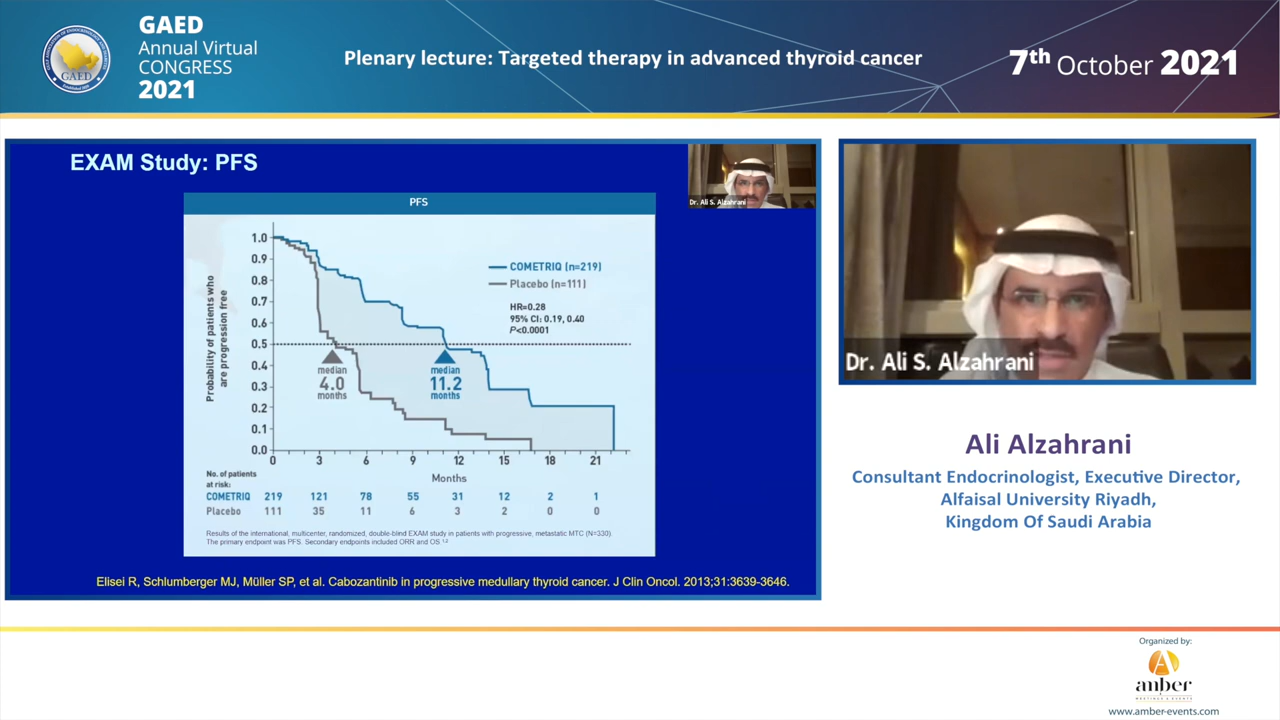 GAED
Annual Virtual
CONGRESS
2021
GAED
Plenary lecture: Targeted therapy in advanced thyroid cancer
7th October 2021
EXAM Study: PFS
Dr. Ali S. Alzahrani
PFS
Probability of patients who
are progression free
1.0
0.9
0.8
0.7
0.6
0.5
0.4
0.3
0.2
0.1
0.0
COMETRIQ (n=219)
Placebo (n=111)
HR=0.28
95% CI: 0.19, 0.40
P<0.0001
median
4.0
months
median
11.2
months
0 3 6 9 12 15 18 21
Months
No. of patients
at risk:
COMETRIQ 219 121 78 55 31 12 2 1
Placebo 111 35 11 6 3 2 0 0
Results of the international, multicenter, randomized, double-blind EXAM study in patients with progressive, metastatic MTC (N=330).
The primary endpoint was PFS. Secondary endpoints included ORR and OS 1,2
Elisei R, Schlumberger MJ, Müller SP, et al. Cabozantinib in progressive medullary thyroid cancer. J Clin Oncol. 2013;31:3639-3646.
Dr. Ali S. Alzahrani
Ali Alzahrani
Consultant Endocrinologist, Executive Director,
Alfaisal University Riyadh,
Kingdom Of Saudi Arabia
Organized by:
anber
www.amber-events.com